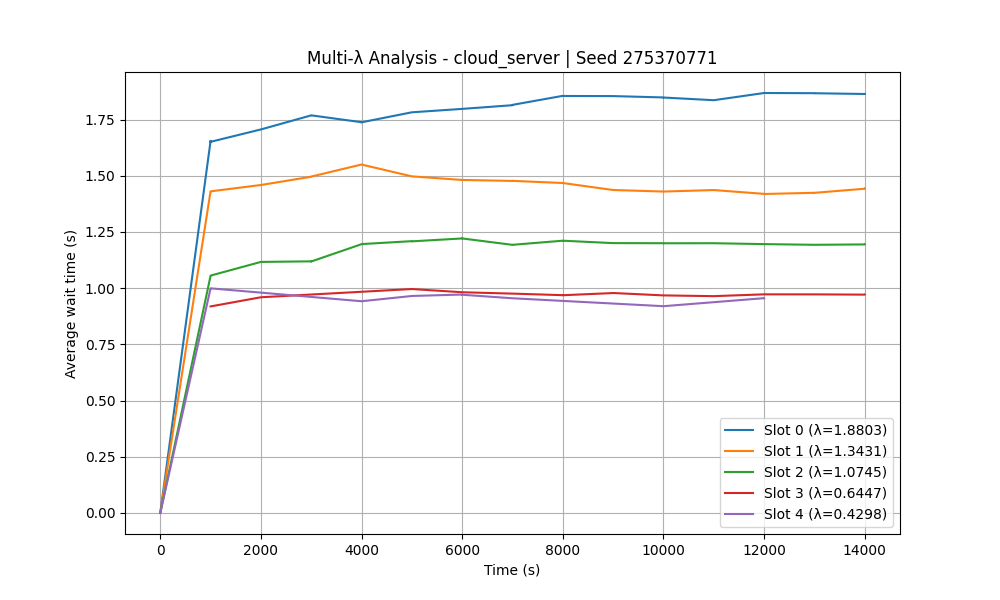 Multi-λ Analysis - cloud_server | Seed 275370771
Average wait time (s)
1.75
1.50
1.25
1.00
0.75
0.50
0.25
0.00
0 2000 4000 6000 8000 10000 12000 14000
Time (s)
Slot 0 (λ=1.8803)
Slot 1 (λ=1.3431)
Slot 2 (λ=1.0745)
Slot 3 (λ=0.6447)
Slot 4 (λ=0.4298)